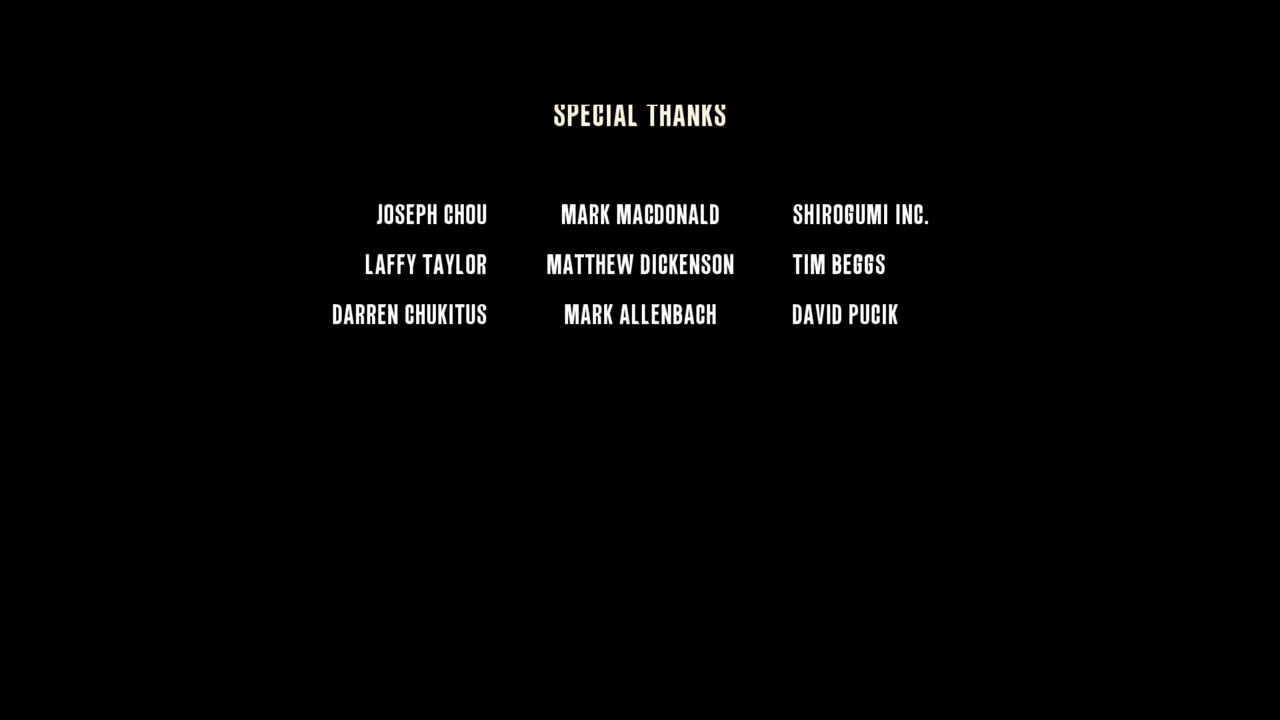 SPECIAL THANKS
JOSEPH CHOU MARK MACDONALD SHIROGUMI INC.
LAFFY TAYLOR MATTHEW DICKENSON TIM BEGGS
DARREN CHUKITUS MARK ALLENBACH DAVID PUCIK